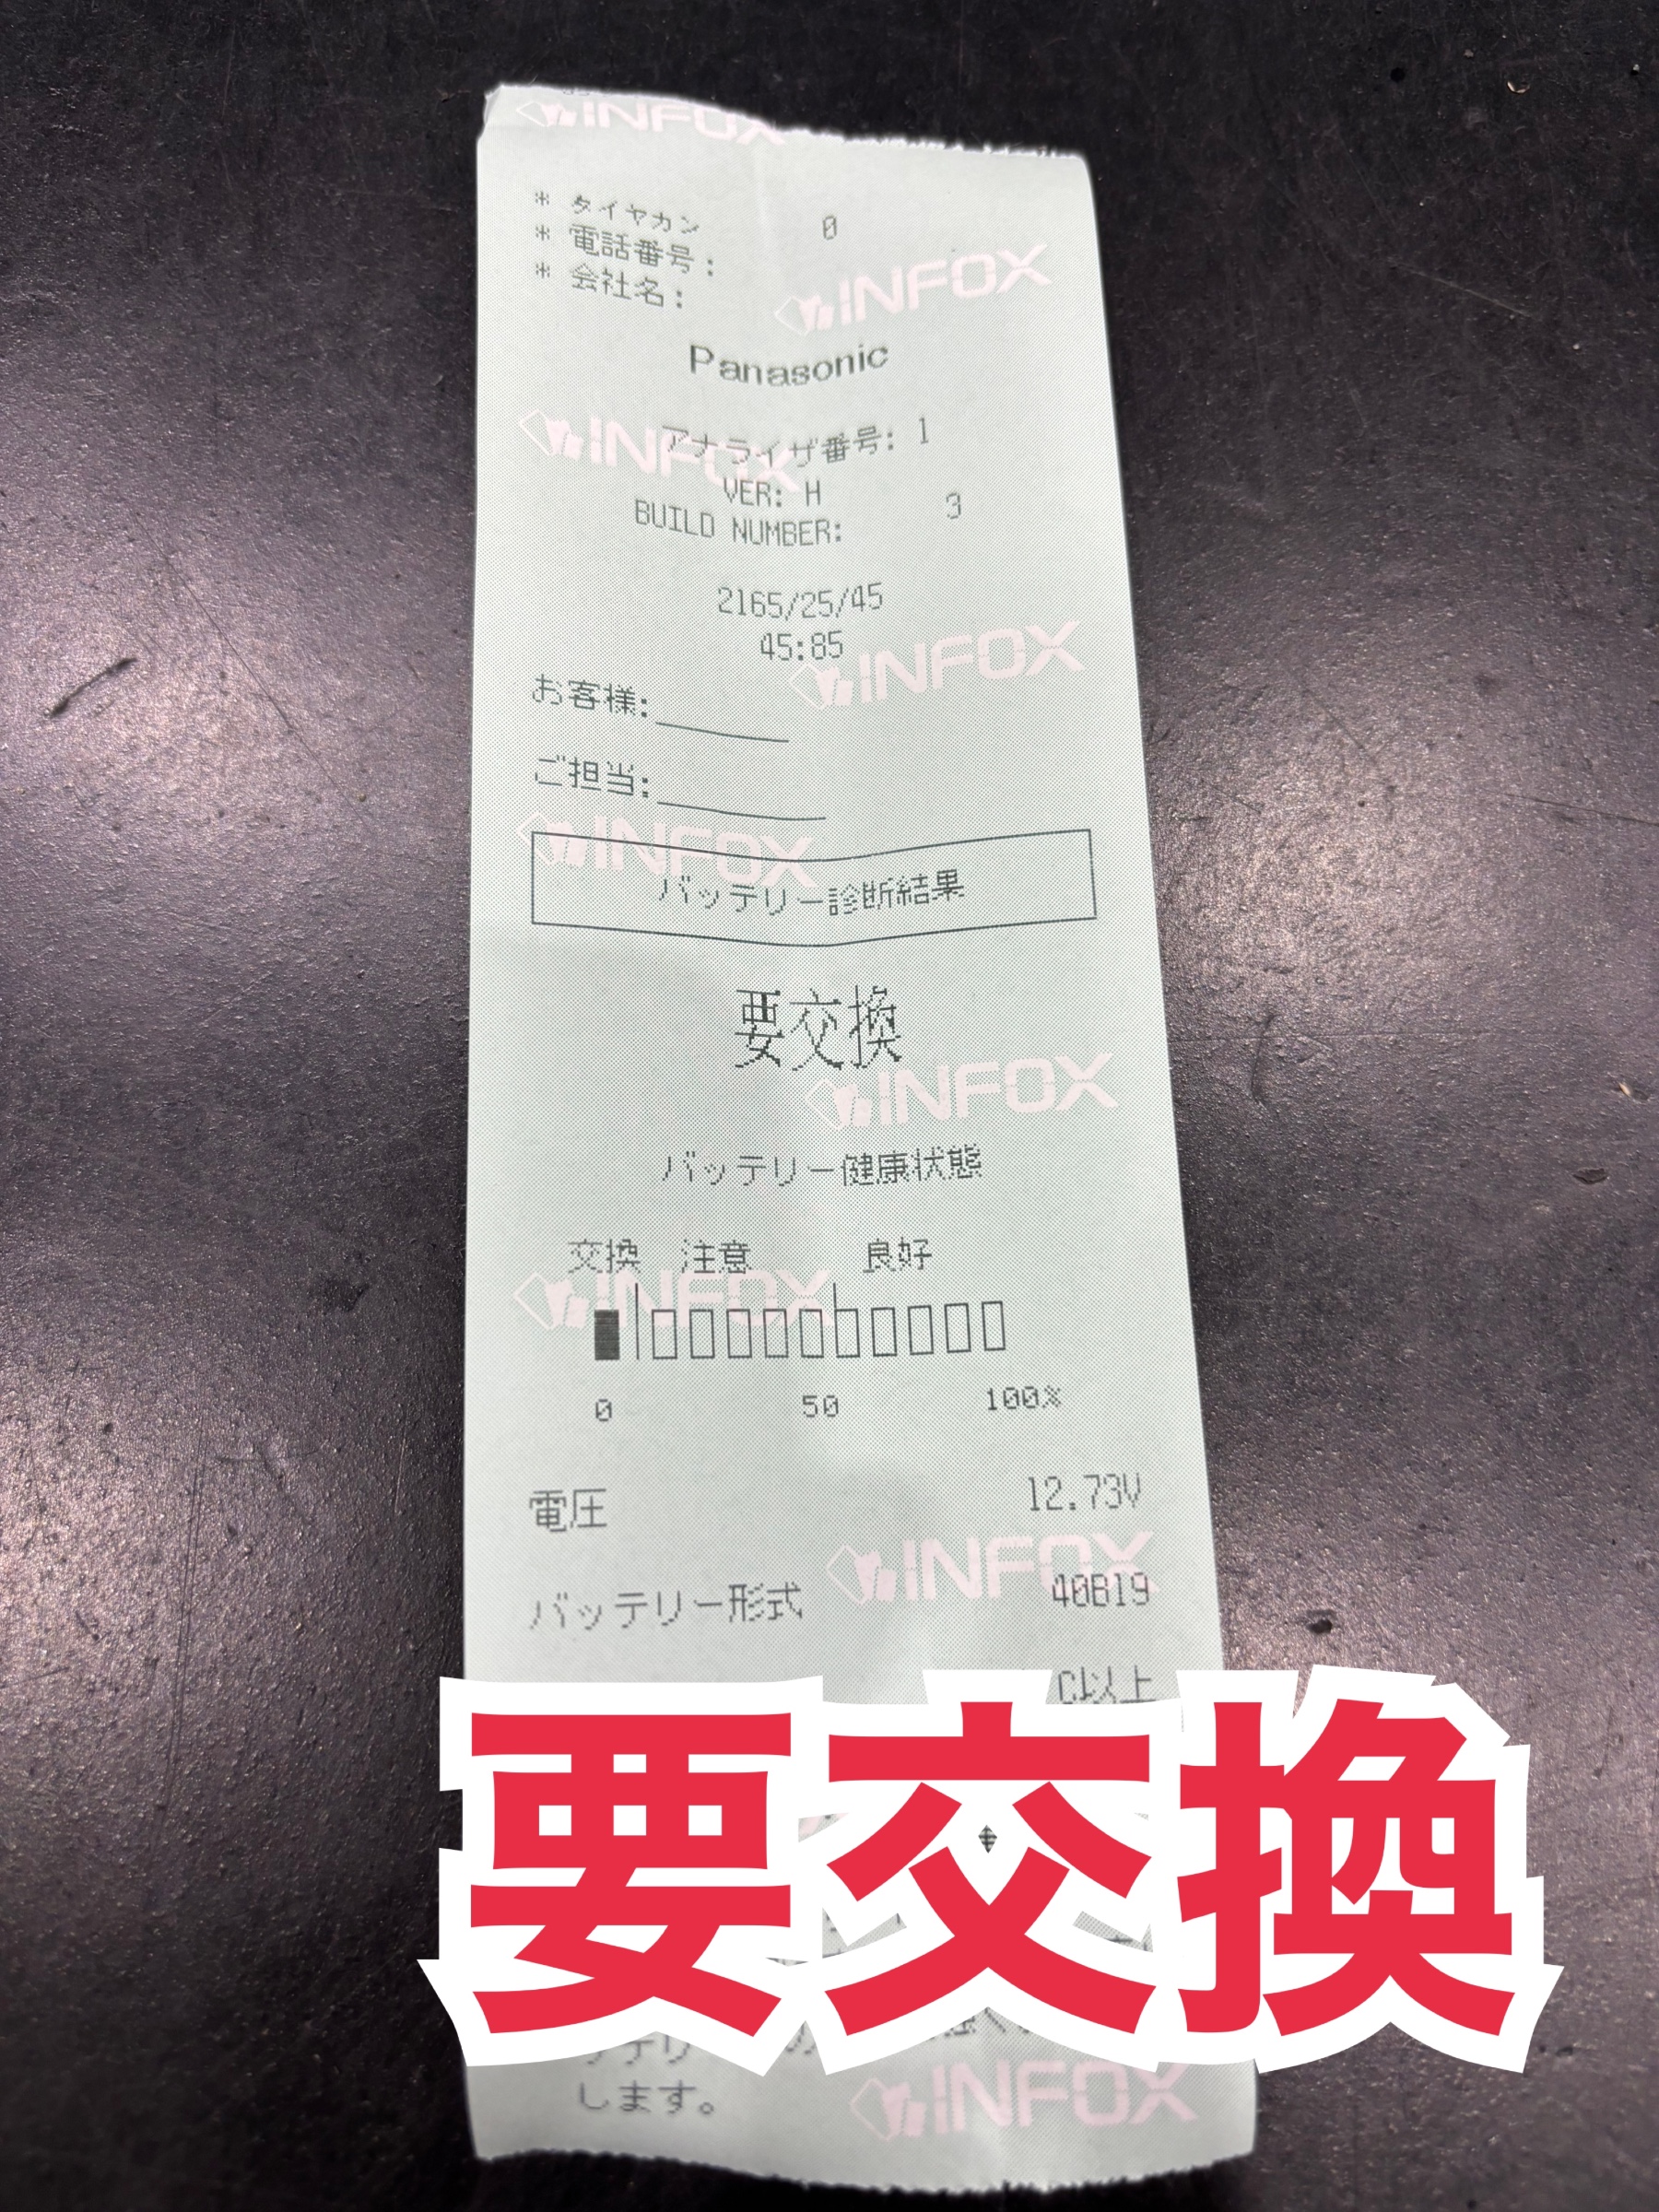 INFOX
* タイヤカン 0
* 電話番号:
* 会社名:
INFOX
Panasonic
INFOX
アナライザ番号: 1
VER: H
BUILD NUMBER: 3
2165/25/45
45:85
INFOX
お客様:
ご担当:
INFOX
バッテリー診断結果
要交換
INFOX
バッテリー健康状態
交換 注意 良好
INFOX
0 50 100%
電圧 12.73V
INFOX
バッテリー形式 40B19
C以上
要交換
します。
INFOX